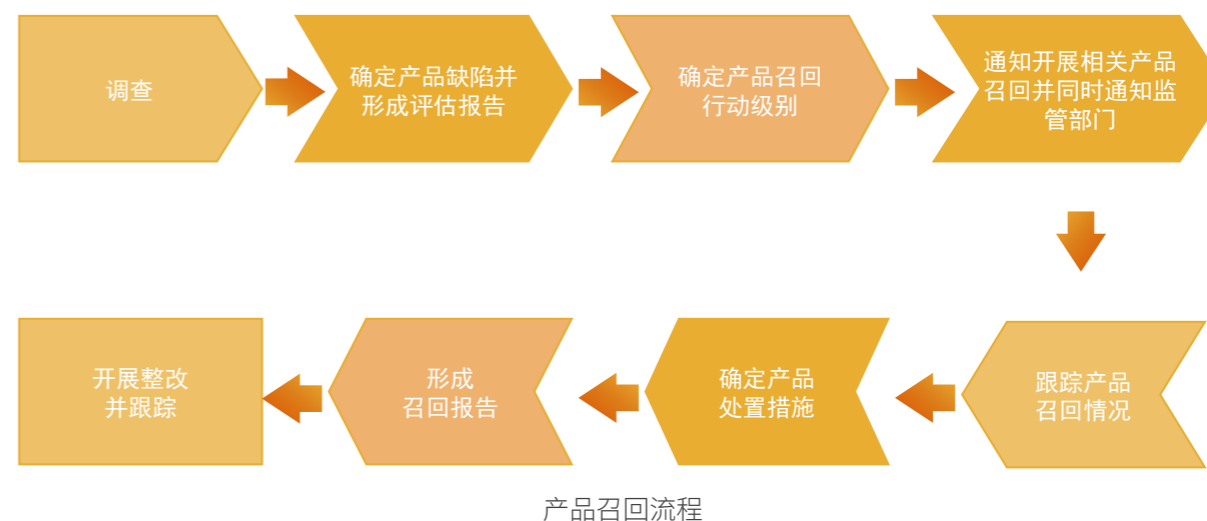 调查
确定产品缺陷并
形成评估报告
确定产品召回
行动级别
通知开展相关产品
召回并同时通知监
管部门
跟踪产品
召回情况
确定产品
处置措施
形成
召回报告
开展整改
并跟踪
产品召回流程